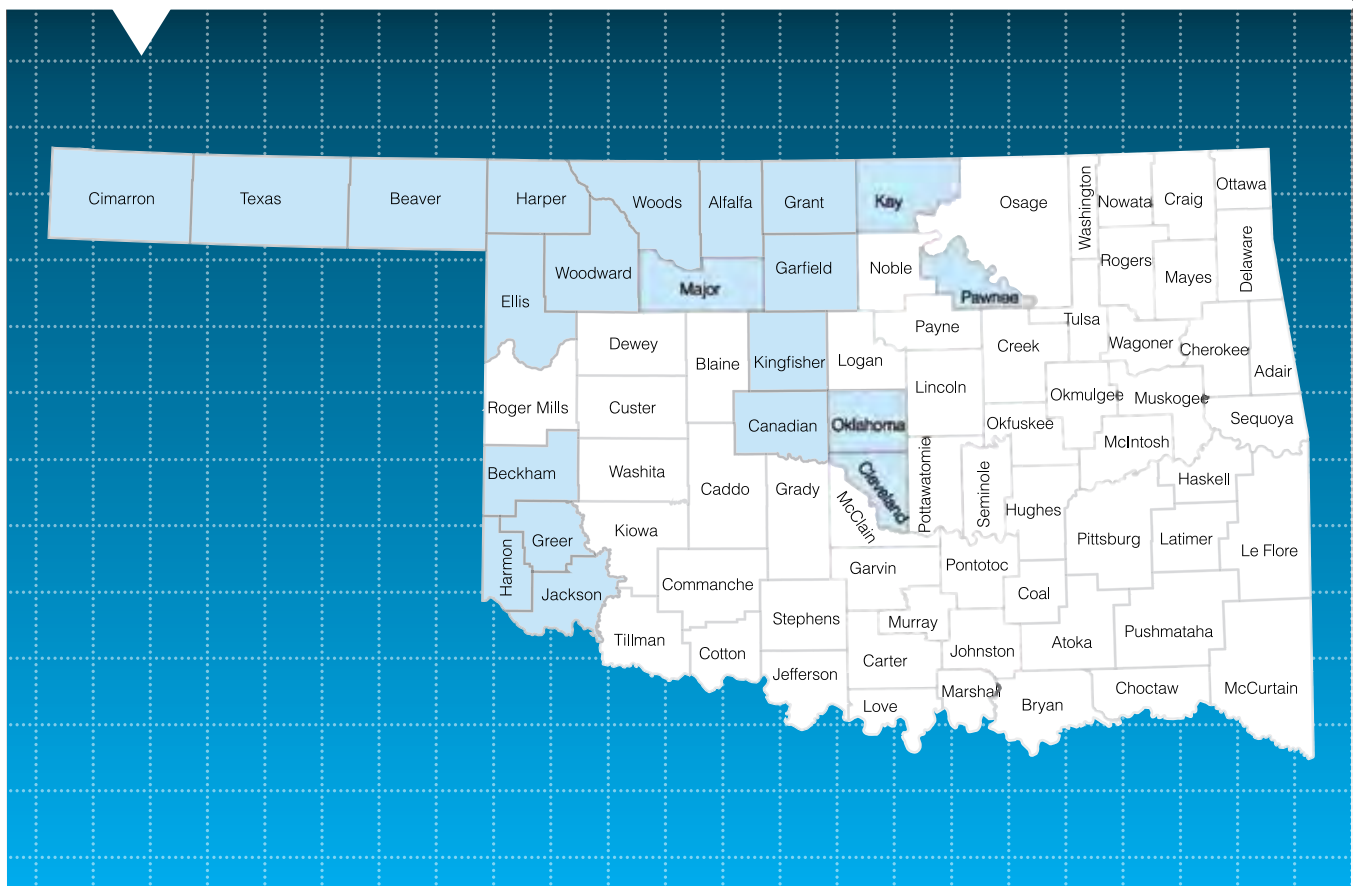 Cimarron
Texas
Beaver
Harper
Woods
Alfalfa
Grant
Kay
Osage
Washington
Nowata
Craig
Ottawa
Ellis
Woodward
Major
Garfield
Noble
Pawnee
Rogers
Mayes
Delaware
Dewey
Blaine
Kingfisher
Logan
Payne
Creek
Tulsa
Wagoner
Cherokee
Adair
Roger Mills
Custer
Canadian
Oklahoma
Lincoln
Okfuskee
Okmulgee
Muskogee
Sequoya
Beckham
Washita
Caddo
Grady
McClain
Cleveland
Pottawatomie
Seminole
Hughes
McIntosh
Haskell
Harmon
Greer
Kiowa
Jackson
Commanche
Garvin
Pontotoc
Coal
Pittsburg
Latimer
Le Flore
Tillman
Cotton
Stephens
Murray
Johnston
Atoka
Pushmataha
Jefferson
Carter
Love
Marshall
Bryan
Choctaw
McCurtain